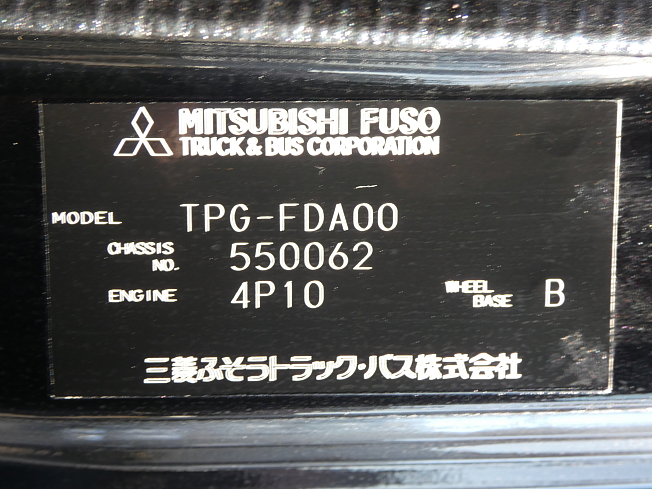 MITSUBISHI FUSO
TRUCK & BUS CORPORATION
MODEL TPG-FDA00
CHASSIS NO. 550062
ENGINE 4P10 WHEEL BASE B
三菱ふそうトラック・バス株式会社